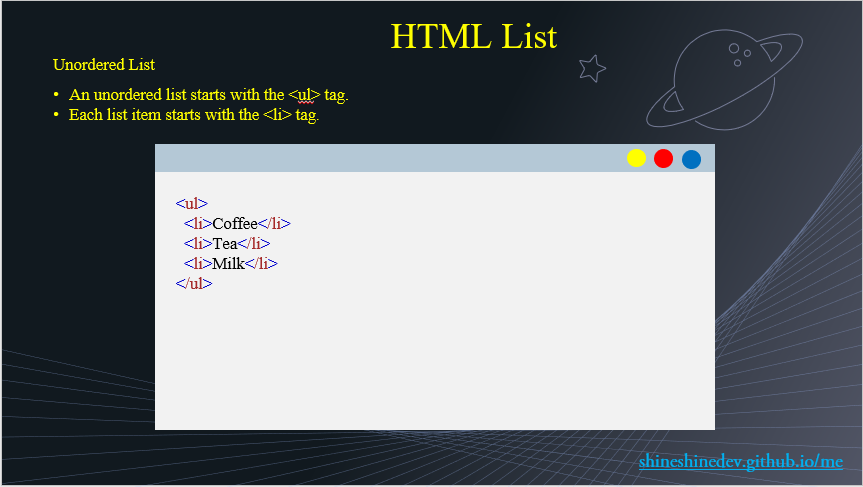 HTML List
Unordered List
• An unordered list starts with the <ul> tag.
• Each list item starts with the <li> tag.
<ul>
<li>Coffee</li>
<li>Tea</li>
<li>Milk</li>
</ul>
shineshinedev.github.io/me